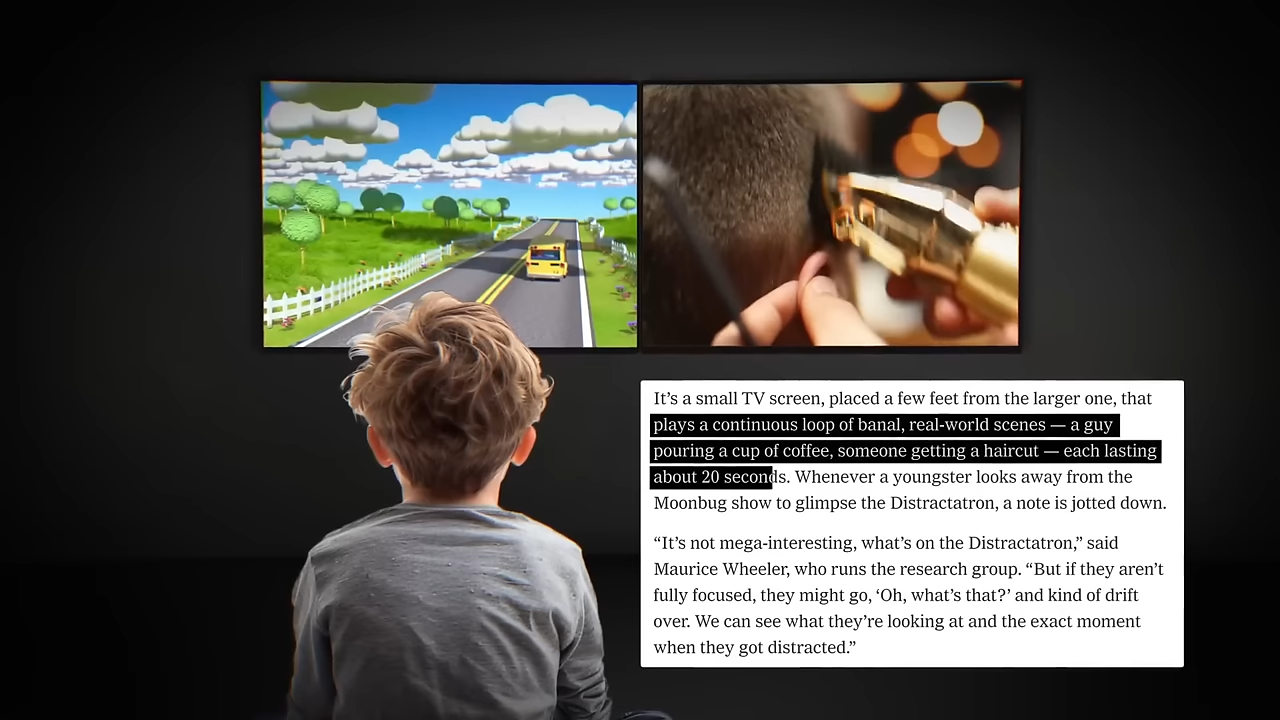 It’s a small TV screen, placed a few feet from the larger one, that
plays a continuous loop of banal, real-world scenes — a guy
pouring a cup of coffee, someone getting a haircut — each lasting
about 20 seconds. Whenever a youngster looks away from the
Moonbug show to glimpse the Distractatron, a note is jotted down.
“It’s not mega-interesting, what’s on the Distractatron,” said
Maurice Wheeler, who runs the research group. “But if they aren’t
fully focused, they might go, ‘Oh, what’s that?’ and kind of drift
over. We can see what they’re looking at and the exact moment
when they got distracted.”